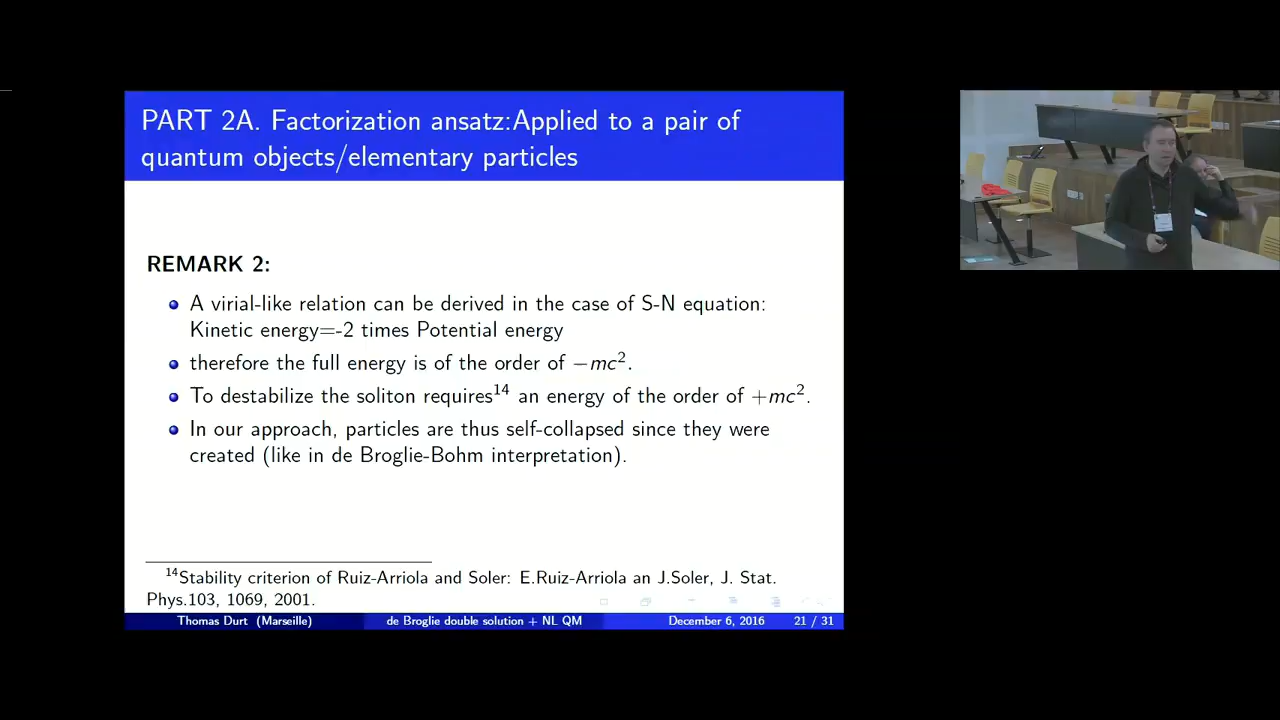 PART 2A. Factorization ansatz:Applied to a pair of
quantum objects/elementary particles
REMARK 2:
A virial-like relation can be derived in the case of S-N equation:
Kinetic energy=-2 times Potential energy
therefore the full energy is of the order of −mc².
To destabilize the soliton requires¹⁴ an energy of the order of +mc².
In our approach, particles are thus self-collapsed since they were
created (like in de Broglie-Bohm interpretation).
¹⁴Stability criterion of Ruiz-Arriola and Soler: E.Ruiz-Arriola an J.Soler, J. Stat.
Phys.103, 1069, 2001.
Thomas Durt (Marseille) de Broglie double solution + NL QM December 6, 2016 21 / 31